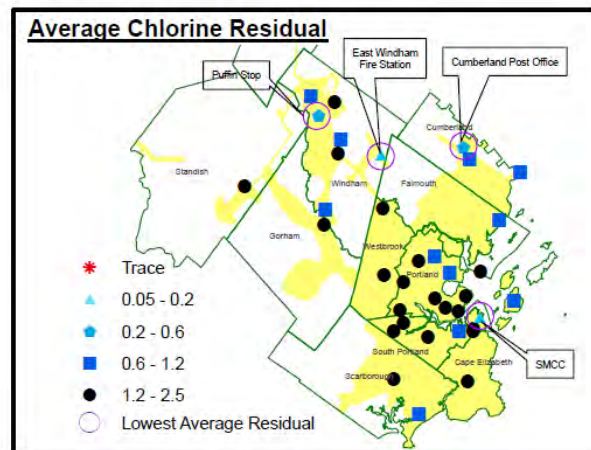 Average Chlorine Residual
East Windham
Fire Station
Cumberland Post Office
Puffin Stop
Cumberland
Standish
Windham
Falmouth
Gorham
Westbrook
Portland
Trace
0.05 - 0.2
0.2 - 0.6
0.6 - 1.2
1.2 - 2.5
Lowest Average Residual
South Portland
Cape Elizabeth
SMCC
Scarborough